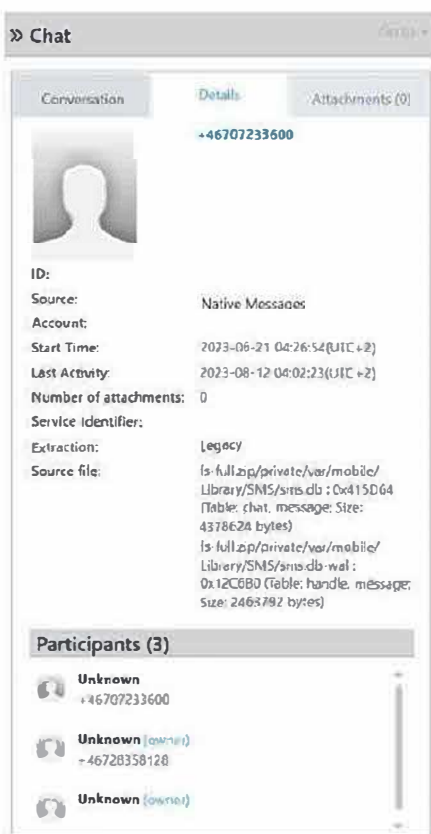 » Chat
Conversation
Details
Attachments (0)
+46707233600
ID:
Source: Native Messages
Account:
Start Time: 2023-06-21 04:26:54(UTC+2)
Last Activity: 2023-08-12 04:02:23(UTC+2)
Number of attachments: 0
Service Identifier:
Extraction: Legacy
Source file: fs-full.zip/private/var/mobile/
Library/SMS/sms.db : 0x415D64
(Table: chat, message; Size:
4378624 bytes)
fs-full.zip/private/var/mobile/
Library/SMS/sms.db-wal :
0x12C6B0 (Table: handle, message;
Size: 2463792 bytes)
Participants (3)
Unknown
+46707233600
Unknown (owner)
+46728358128
Unknown (owner)